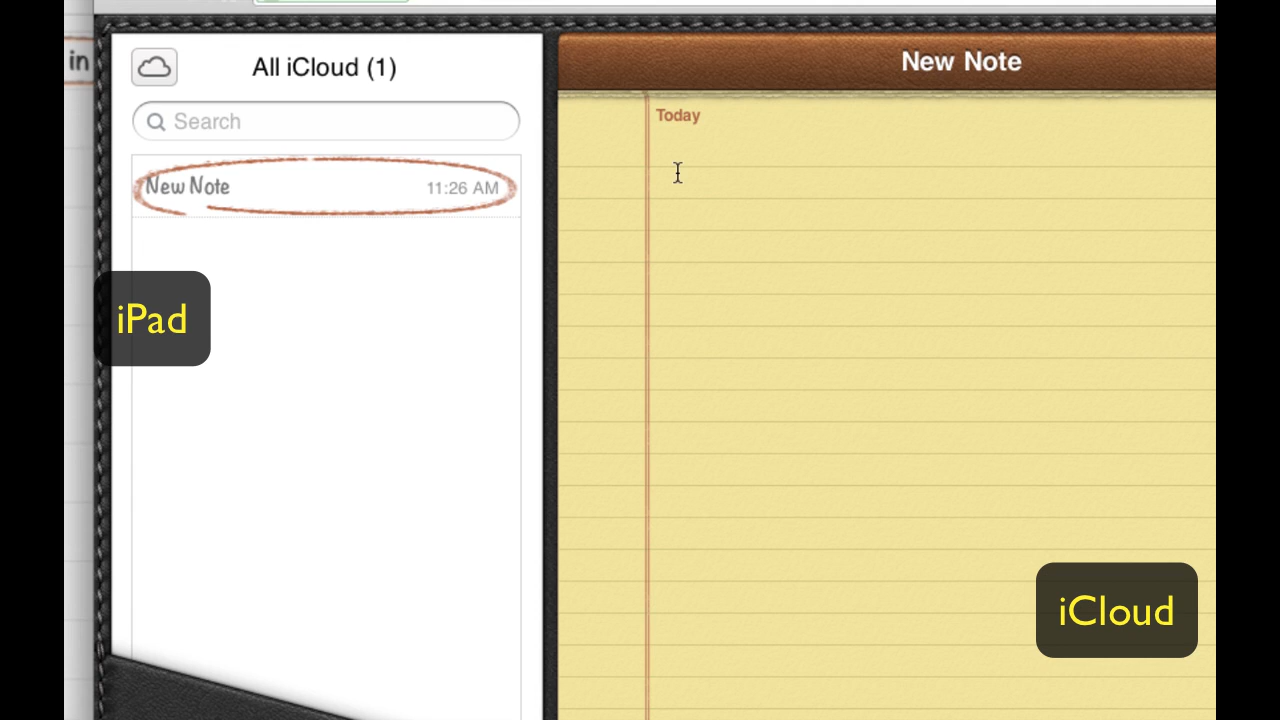 in
All iCloud (1)
New Note
Search
Today
New Note 11:26 AM
iPad
iCloud